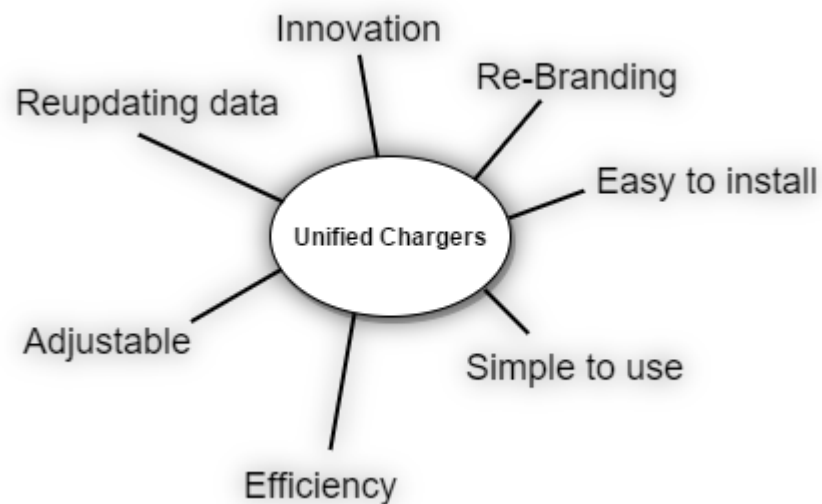 Innovation
Re-Branding
Reupdating data
Easy to install
Unified Chargers
Adjustable
Simple to use
Efficiency